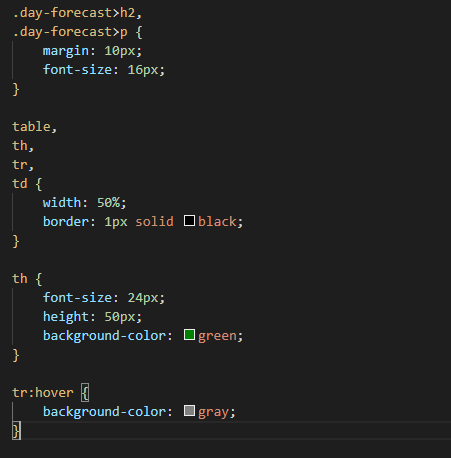 .day-forecast>h2,
.day-forecast>p {
    margin: 10px;
    font-size: 16px;
}

table,
th,
tr,
td {
    width: 50%;
    border: 1px solid black;
}

th {
    font-size: 24px;
    height: 50px;
    background-color: green;
}

tr:hover {
    background-color: gray;
}